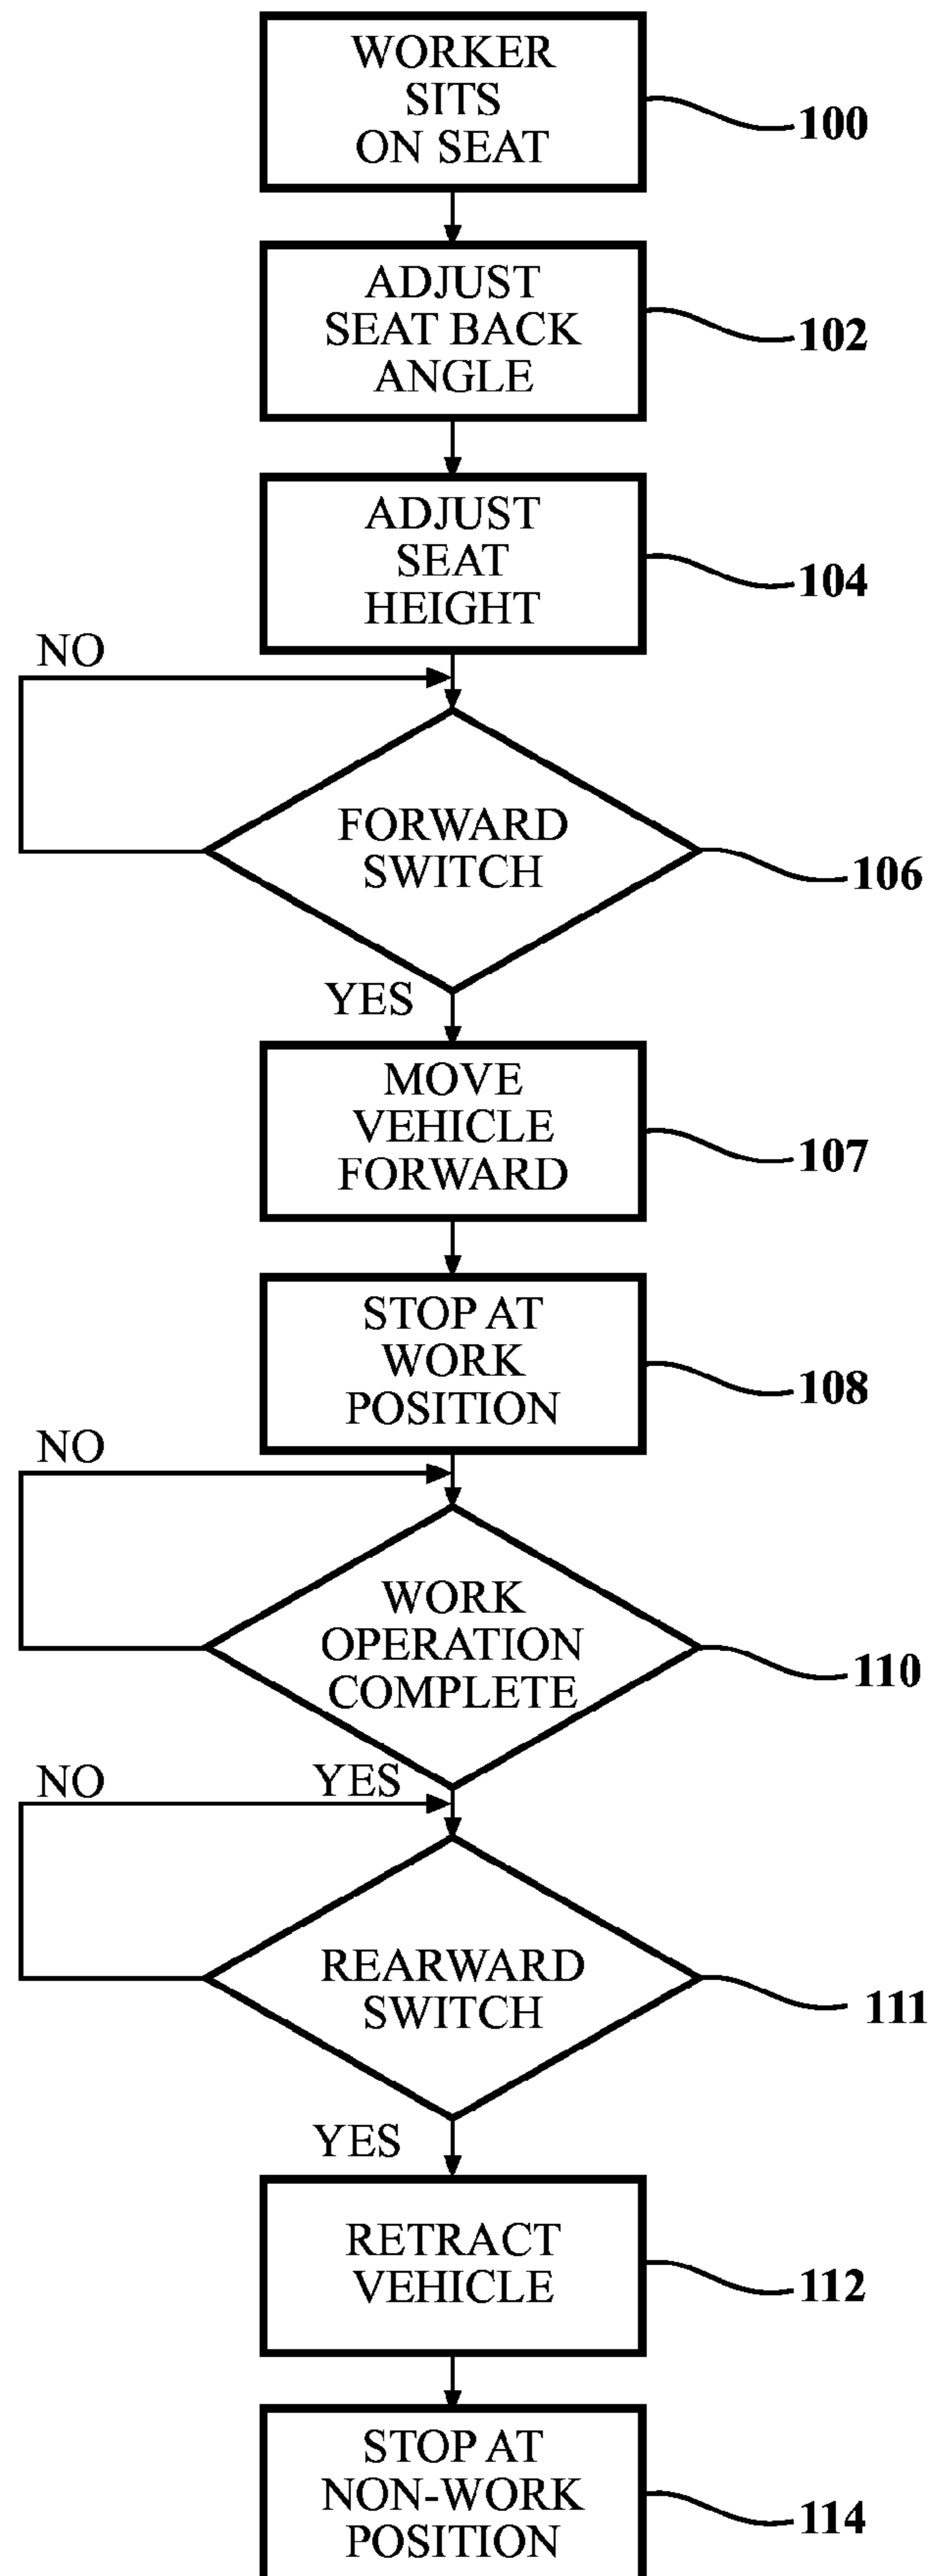 WORKER
SITS
ON SEAT
100
ADJUST
SEAT BACK
ANGLE
102
ADJUST
SEAT
HEIGHT
104
NO
FORWARD
SWITCH
106
YES
MOVE
VEHICLE
FORWARD
107
STOP AT
WORK
POSITION
108
NO
WORK
OPERATION
COMPLETE
110
NO
YES
REARWARD
SWITCH
111
YES
RETRACT
VEHICLE
112
STOP AT
NON-WORK
POSITION
114